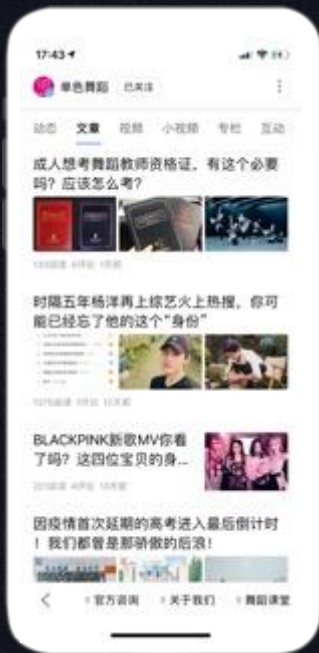 17:43
单色舞蹈 已关注
动态 文章 视频 小视频 专栏 互动
成人想考舞蹈教师资格证，有这个必要
吗？应该怎么考？
时隔五年杨洋再上综艺火上热搜，你可
能已经忘了他的这个“身份”
BLACKPINK新歌MV你看
了吗？这四位宝贝的身...
因疫情首次延期的高考进入最后倒计时
！我们都曾是那骄傲的后浪！
官方咨询 关于我们 舞蹈课堂